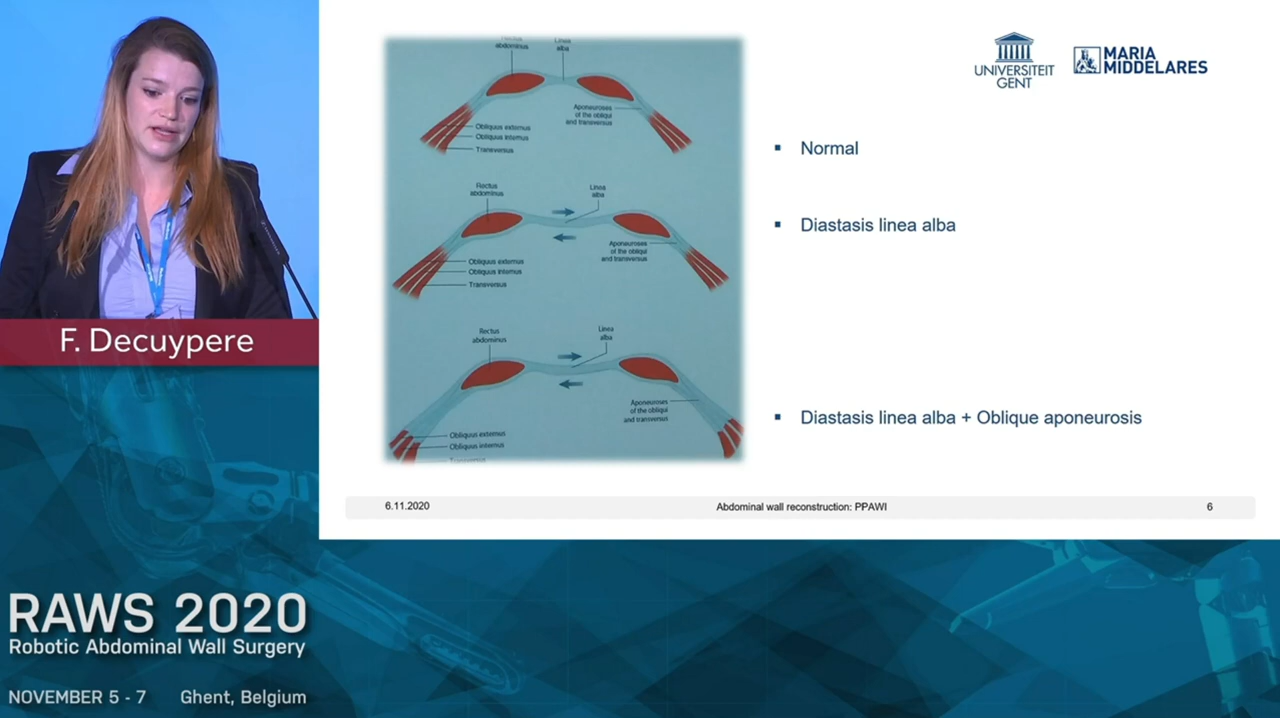 F. Decuypere
RAWS 2020
Robotic Abdominal Wall Surgery
NOVEMBER 5 - 7 Ghent, Belgium
Rectus
abdominus
Linea
alba
Aponeuroses
of the obliqui
and transversus
Obliquus externus
Obliquus internus
Transversus
Rectus
abdominus
Linea
alba
Aponeuroses
of the obliqui
and transversus
Obliquus externus
Obliquus internus
Transversus
Rectus
abdominus
Linea
alba
Aponeuroses
of the obliqui
and transversus
Obliquus externus
Obliquus internus
Transversus
UNIVERSITEIT
GENT
MARIA
MIDDELARES
▪ Normal
▪ Diastasis linea alba
▪ Diastasis linea alba + Oblique aponeurosis
6.11.2020 Abdominal wall reconstruction: PPAWI 6